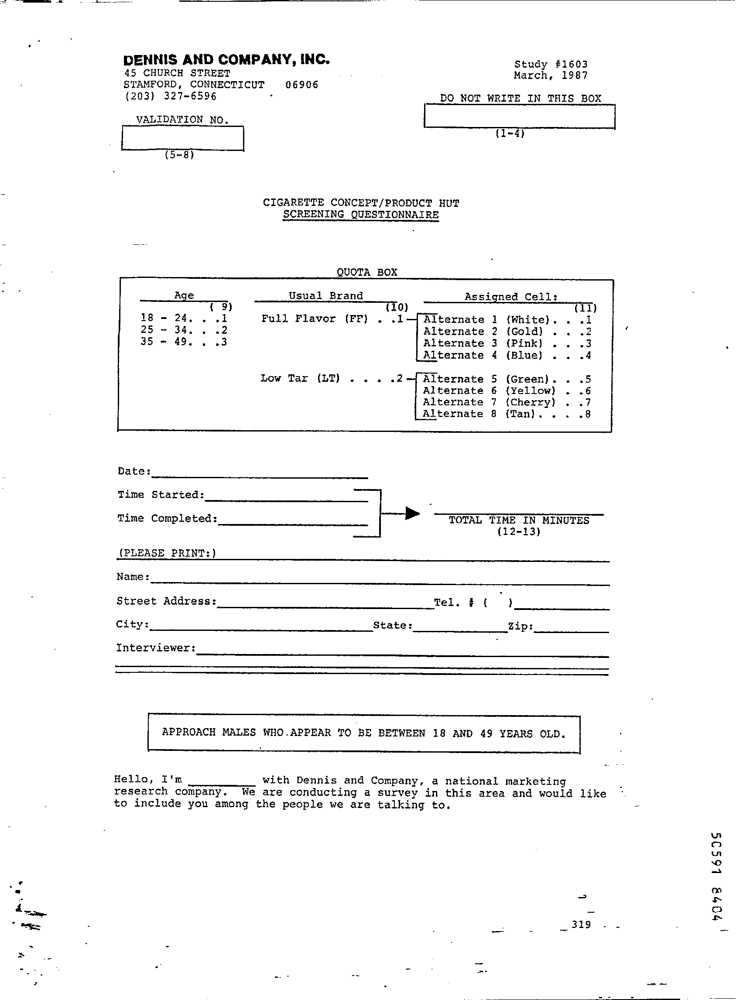 DENNIS AND COMPANY, INC.
45 CHURCH STREET
STAMFORD, CONNECTICUT 06906
(203) 327-6596
Study #1603
March, 1987
DO NOT WRITE IN THIS BOX
(1-4)
VALIDATION NO.
(5-8)
CIGARETTE CONCEPT/PRODUCT HUT
SCREENING QUESTIONNAIRE
QUOTA BOX
Age Usual Brand Assigned Cell:
( 9) (10) (11)
18 - 24. . .1 Full Flavor (FF) . .1 Alternate 1 (White). . .1
25 - 34. . .2 Alternate 2 (Gold) . . .2
35 - 49. . .3 Alternate 3 (Pink) . . .3
Alternate 4 (Blue) . . .4
Low Tar (LT) . . . .2 Alternate 5 (Green). . .5
Alternate 6 (Yellow) . .6
Alternate 7 (Cherry) . .7
Alternate 8 (Tan). . . .8
Date:
Time Started:
Time Completed:
TOTAL TIME IN MINUTES
(12-13)
(PLEASE PRINT:)
Name:
Street Address: Tel. # ( )
City: State: Zip:
Interviewer:
APPROACH MALES WHO APPEAR TO BE BETWEEN 18 AND 49 YEARS OLD.
Hello, I'm ________ with Dennis and Company, a national marketing
research company. We are conducting a survey in this area and would like
to include you among the people we are talking to.
50591 8404
319